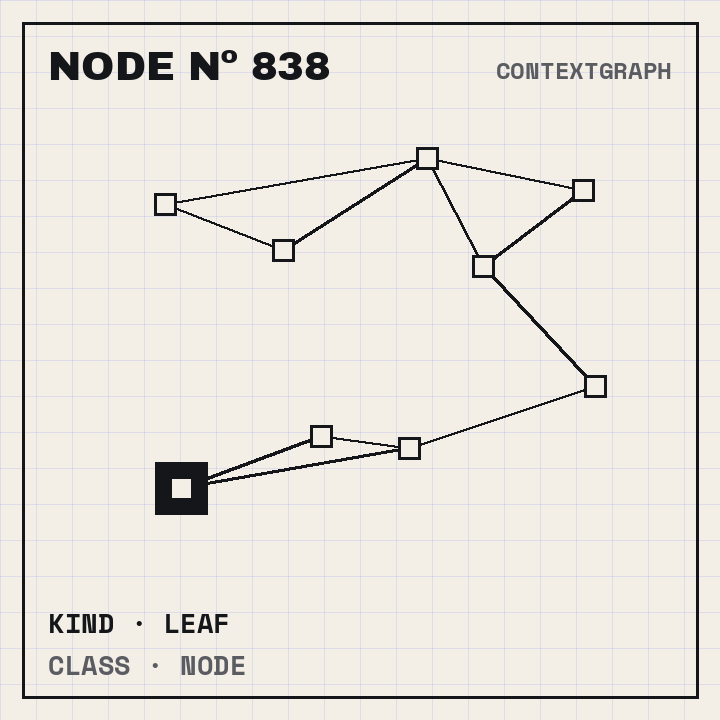 NODE Nº 838
CONTEXTGRAPH
KIND · LEAF
CLASS · NODE